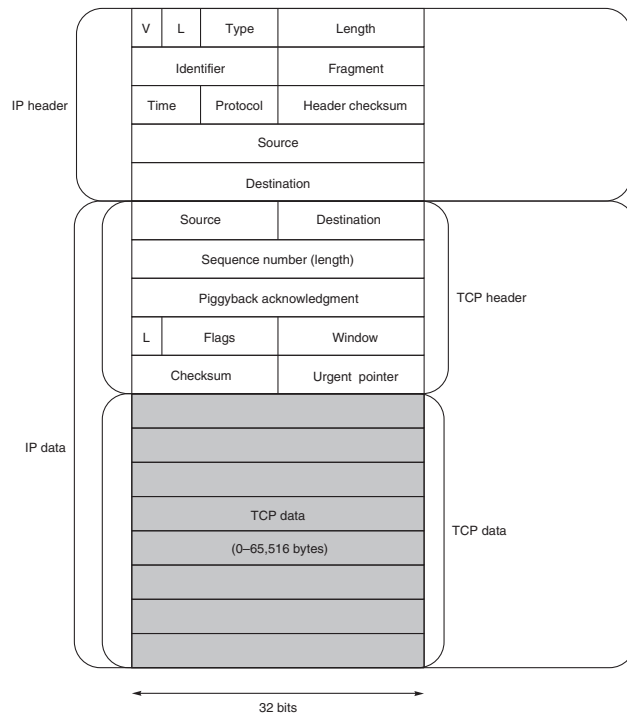 V L Type Length
Identifier Fragment
IP header Time Protocol Header checksum
Source
Destination
Source Destination
Sequence number (length)
Piggyback acknowledgment TCP header
L Flags Window
Checksum Urgent pointer
IP data
TCP data
(0–65,516 bytes) TCP data
32 bits